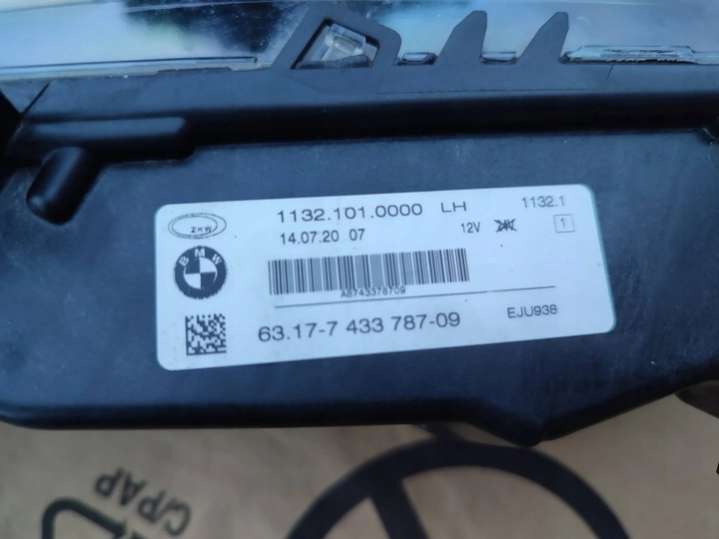 ZKW
1132.101.0000 LH 1132.1
14.07.20 07 12V 1
BMW
63.17-7 433 787-09 EJU938
C/PAP